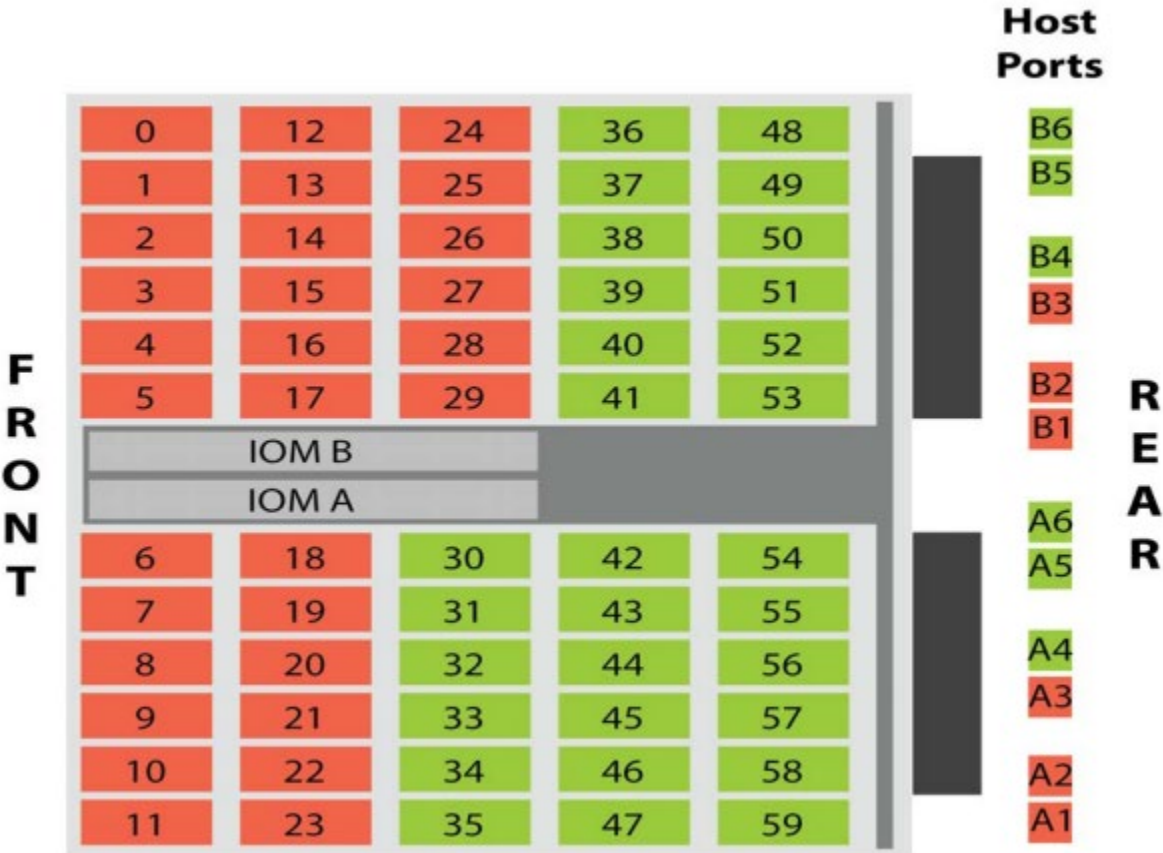 Host
Ports
0 12 24 36 48 B6
1 13 25 37 49 B5
2 14 26 38 50 B4
3 15 27 39 51 B3
4 16 28 40 52 B2
5 17 29 41 53 B1
IOM B
IOM A
6 18 30 42 54 A6
7 19 31 43 55 A5
8 20 32 44 56 A4
9 21 33 45 57 A3
10 22 34 46 58 A2
11 23 35 47 59 A1
FRONT
REAR